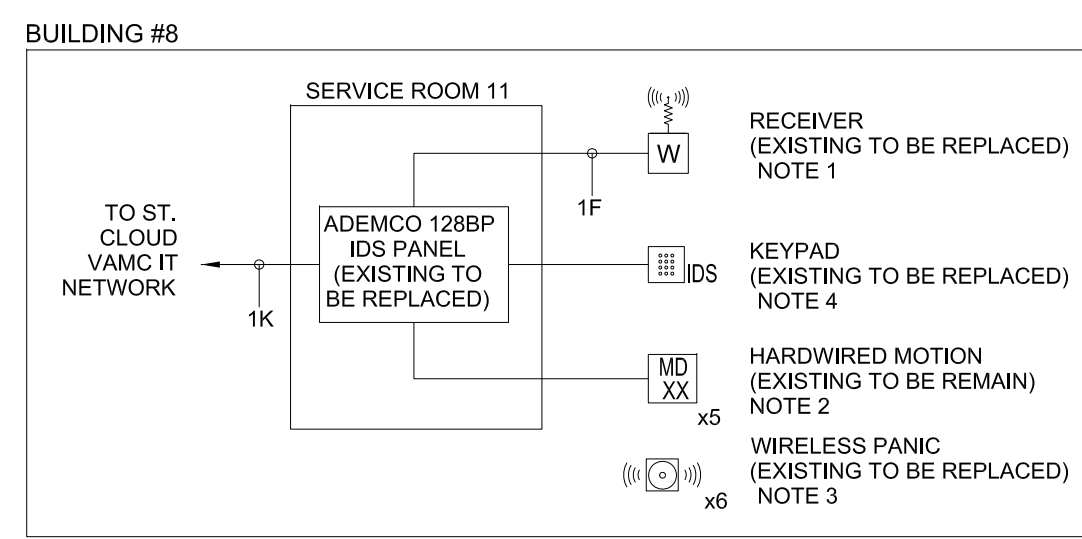 BUILDING #8
SERVICE ROOM 11
TO ST.
CLOUD
VAMC IT
NETWORK
1K
ADEMCO 128BP
IDS PANEL
(EXISTING TO
BE REPLACED)
1F
W
RECEIVER
(EXISTING TO BE REPLACED)
NOTE 1
IDS
KEYPAD
(EXISTING TO BE REPLACED)
NOTE 4
MD
XX
x5
HARDWIRED MOTION
(EXISTING TO BE REMAIN)
NOTE 2
x6
WIRELESS PANIC
(EXISTING TO BE REPLACED)
NOTE 3